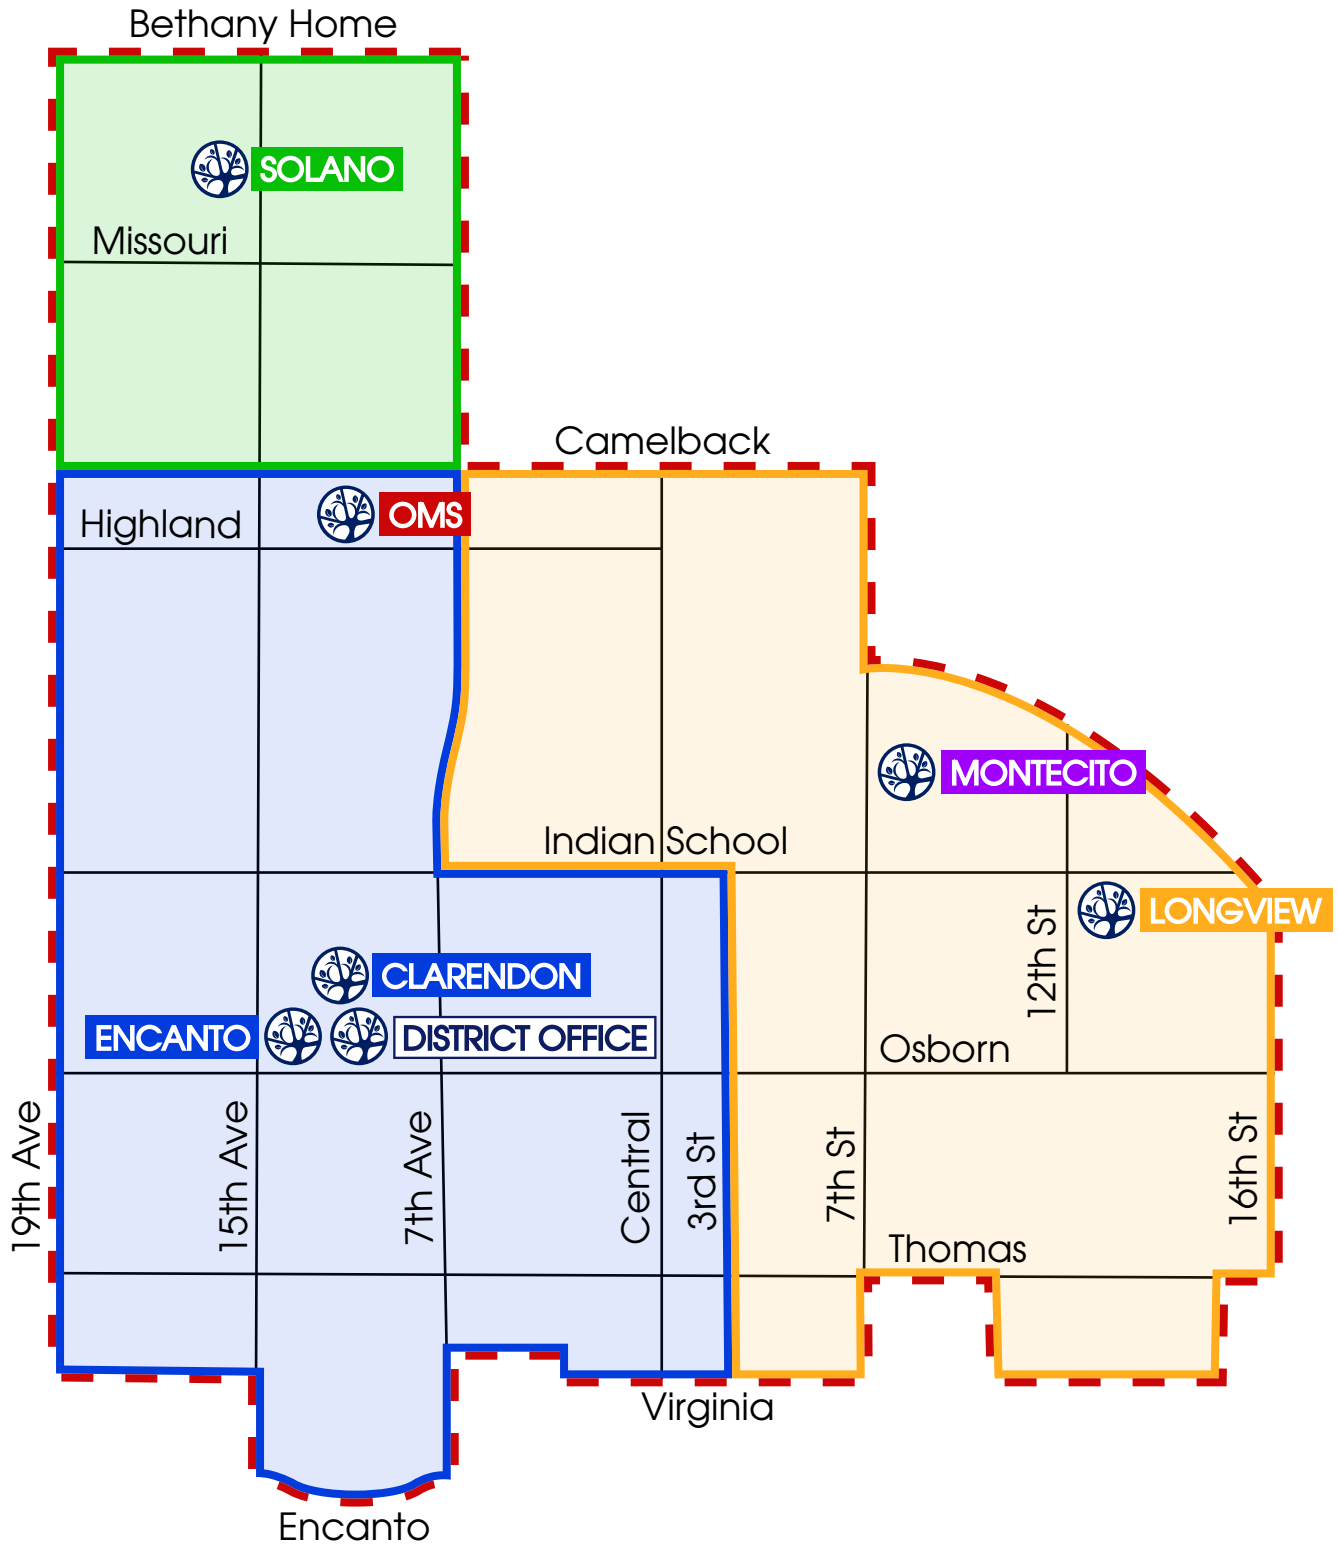 Bethany Home
SOLANO
Missouri
Camelback
Highland
OMS
MONTECITO
Indian School
LONGVIEW
12th St
CLARENDON
ENCANTO
DISTRICT OFFICE
Osborn
19th Ave
15th Ave
7th Ave
Central
3rd St
7th St
16th St
Thomas
Virginia
Encanto